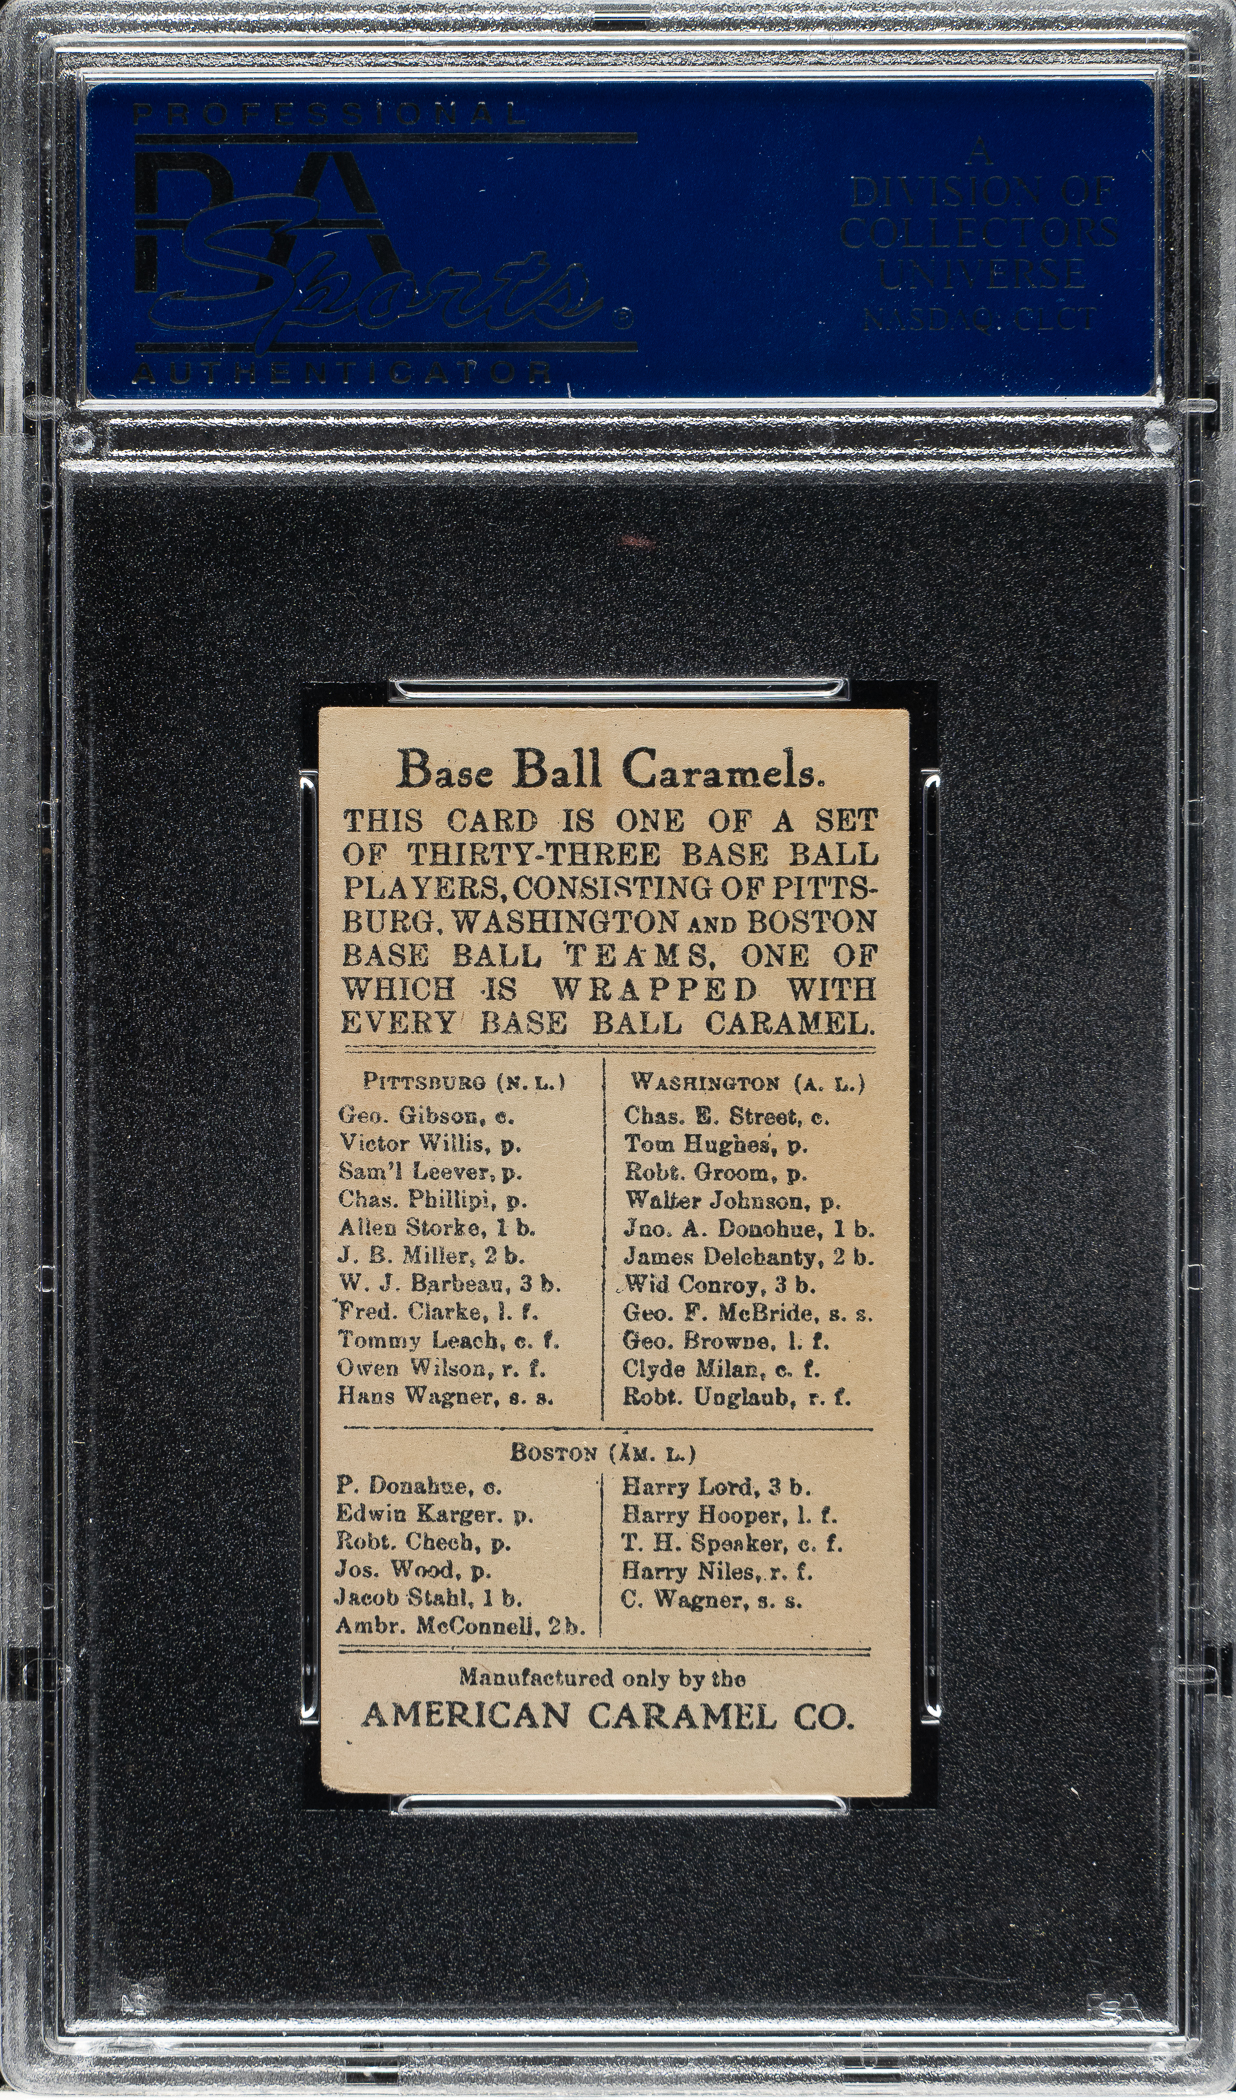 PROFESSIONAL
PSA
Sports®
AUTHENTICATOR
A
DIVISION OF
COLLECTORS
UNIVERSE
NASDAQ: CLCT
Base Ball Caramels.
THIS CARD IS ONE OF A SET
OF THIRTY-THREE BASE BALL
PLAYERS, CONSISTING OF PITTS-
BURG, WASHINGTON AND BOSTON
BASE BALL TEAMS, ONE OF
WHICH IS WRAPPED WITH
EVERY BASE BALL CARAMEL.
PITTSBURG (N. L.)
Geo. Gibson, c.
Victor Willis, p.
Sam'l Leever, p.
Chas. Phillipi, p.
Allen Storke, 1 b.
J. B. Miller, 2 b.
W. J. Barbeau, 3 b.
Fred. Clarke, l. f.
Tommy Leach, c. f.
Owen Wilson, r. f.
Hans Wagner, s. s.
WASHINGTON (A. L.)
Chas. E. Street, c.
Tom Hughes, p.
Robt. Groom, p.
Walter Johnson, p.
Jno. A. Donohue, 1 b.
James Delehanty, 2 b.
Wid Conroy, 3 b.
Geo. F. McBride, s. s.
Geo. Browne, l. f.
Clyde Milan, c. f.
Robt. Unglaub, r. f.
BOSTON (AM. L.)
P. Donahue, c.
Edwin Karger. p.
Robt. Chech, p.
Jos. Wood, p.
Jacob Stahl, 1 b.
Ambr. McConnell, 2 b.
Harry Lord, 3 b.
Harry Hooper, l. f.
T. H. Speaker, c. f.
Harry Niles, r. f.
C. Wagner, s. s.
Manufactured only by the
AMERICAN CARAMEL CO.
PSA